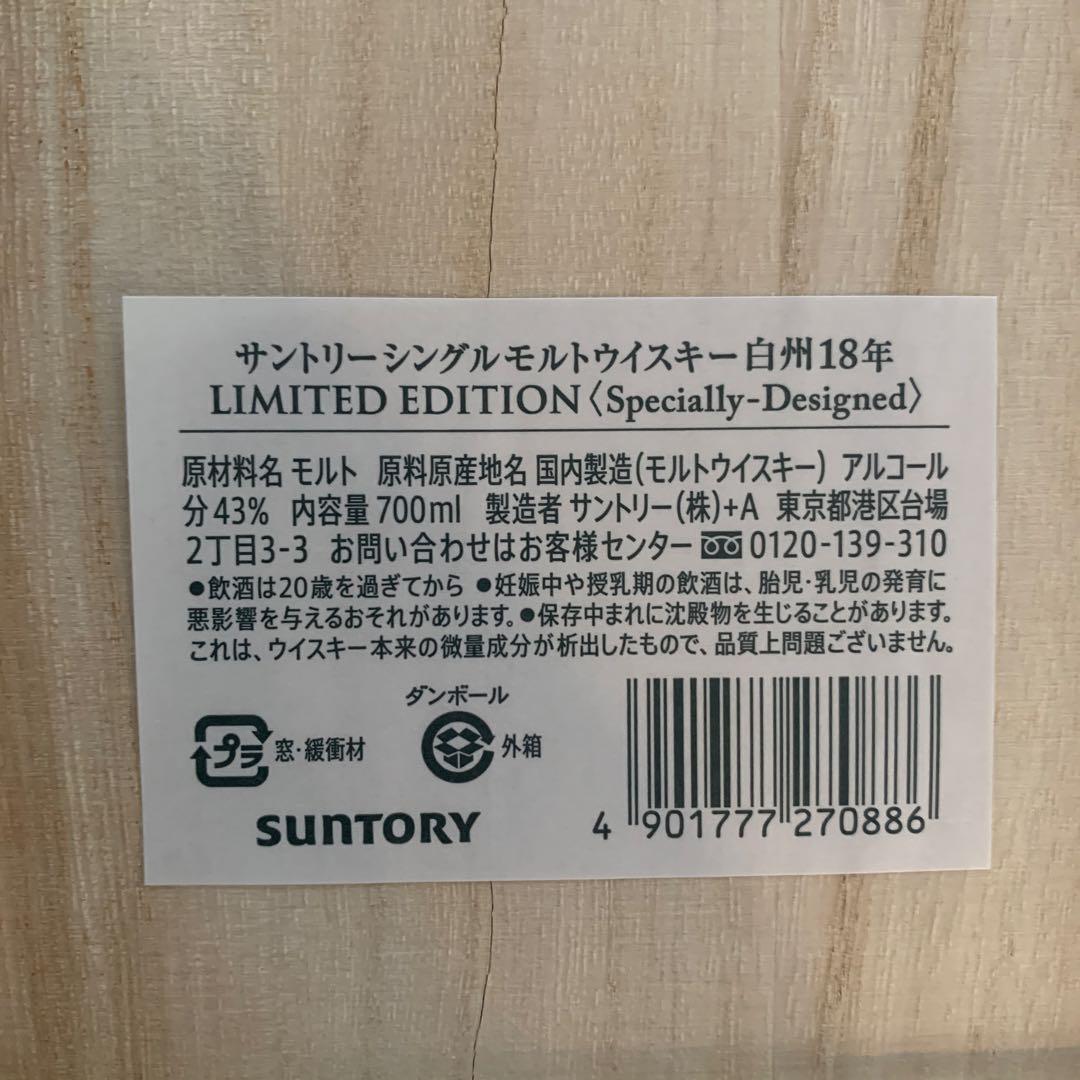 サントリーシングルモルトウイスキー白州18年
LIMITED EDITION〈Specially-Designed〉
原材料名 モルト 原料原産地名 国内製造(モルトウイスキー) アルコール
分43% 内容量700ml 製造者 サントリー(株)+A 東京都港区台場
2丁目3-3 お問い合わせはお客様センター 0120-139-310
●飲酒は20歳を過ぎてから ●妊娠中や授乳期の飲酒は、胎児・乳児の発育に
悪影響を与えるおそれがあります。●保存中まれに沈殿物を生じることがあります。
これは、ウイスキー本来の微量成分が析出したもので、品質上問題ございません。
プラ 窓・緩衝材
ダンボール
外箱
SUNTORY
4 901777 270886